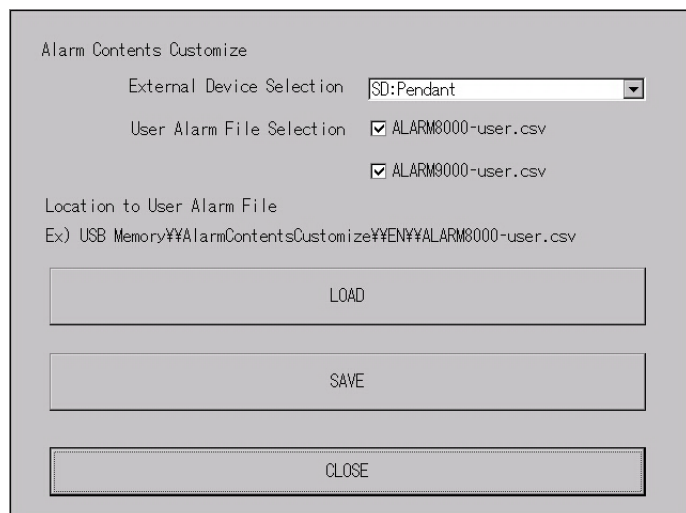 Alarm Contents Customize
External Device Selection SD:Pendant
User Alarm File Selection ALARM8000-user.csv
ALARM9000-user.csv
Location to User Alarm File
Ex) USB Memory¥¥AlarmContentsCustomize¥¥EN¥¥ALARM8000-user.csv
LOAD
SAVE
CLOSE